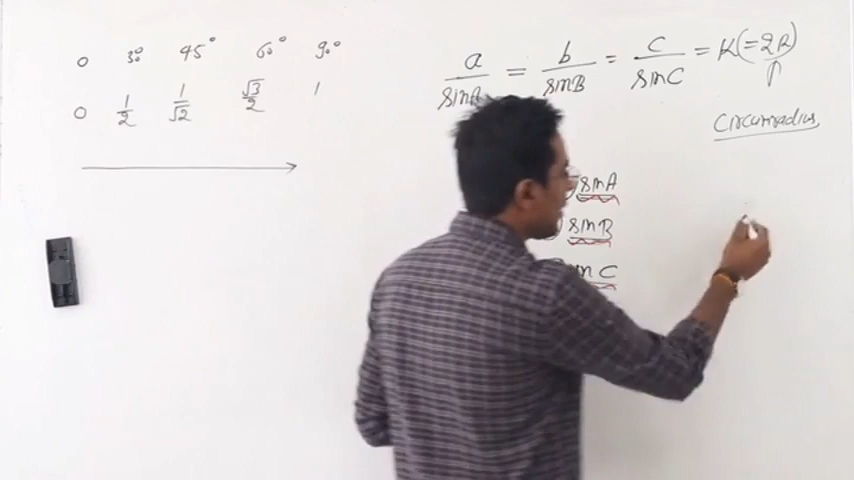 0 30° 45° 60° 90°
0 1/2 1/√2 √3/2 1
a/sinA = b/sinB = c/sinC = K(=2R)
↑
Circumradius
) sinA
) sinB
sin C